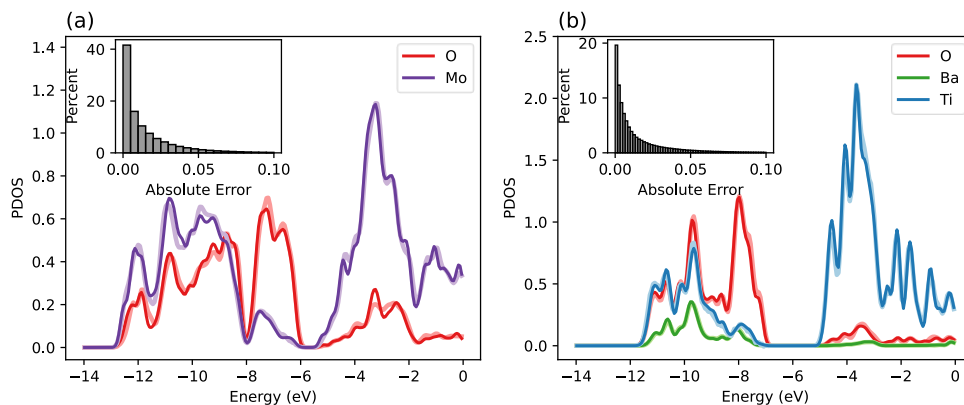 (a)
1.4
1.2
1.0
0.8
0.6
0.4
0.2
0.0
PDOS
−14 −12 −10 −8 −6 −4 −2 0
Energy (eV)
O
Mo
40
20
0
Percent
0.00 0.05 0.10
Absolute Error
(b)
2.5
2.0
1.5
1.0
0.5
0.0
PDOS
−14 −12 −10 −8 −6 −4 −2 0
Energy (eV)
O
Ba
Ti
20
10
0
Percent
0.00 0.05 0.10
Absolute Error